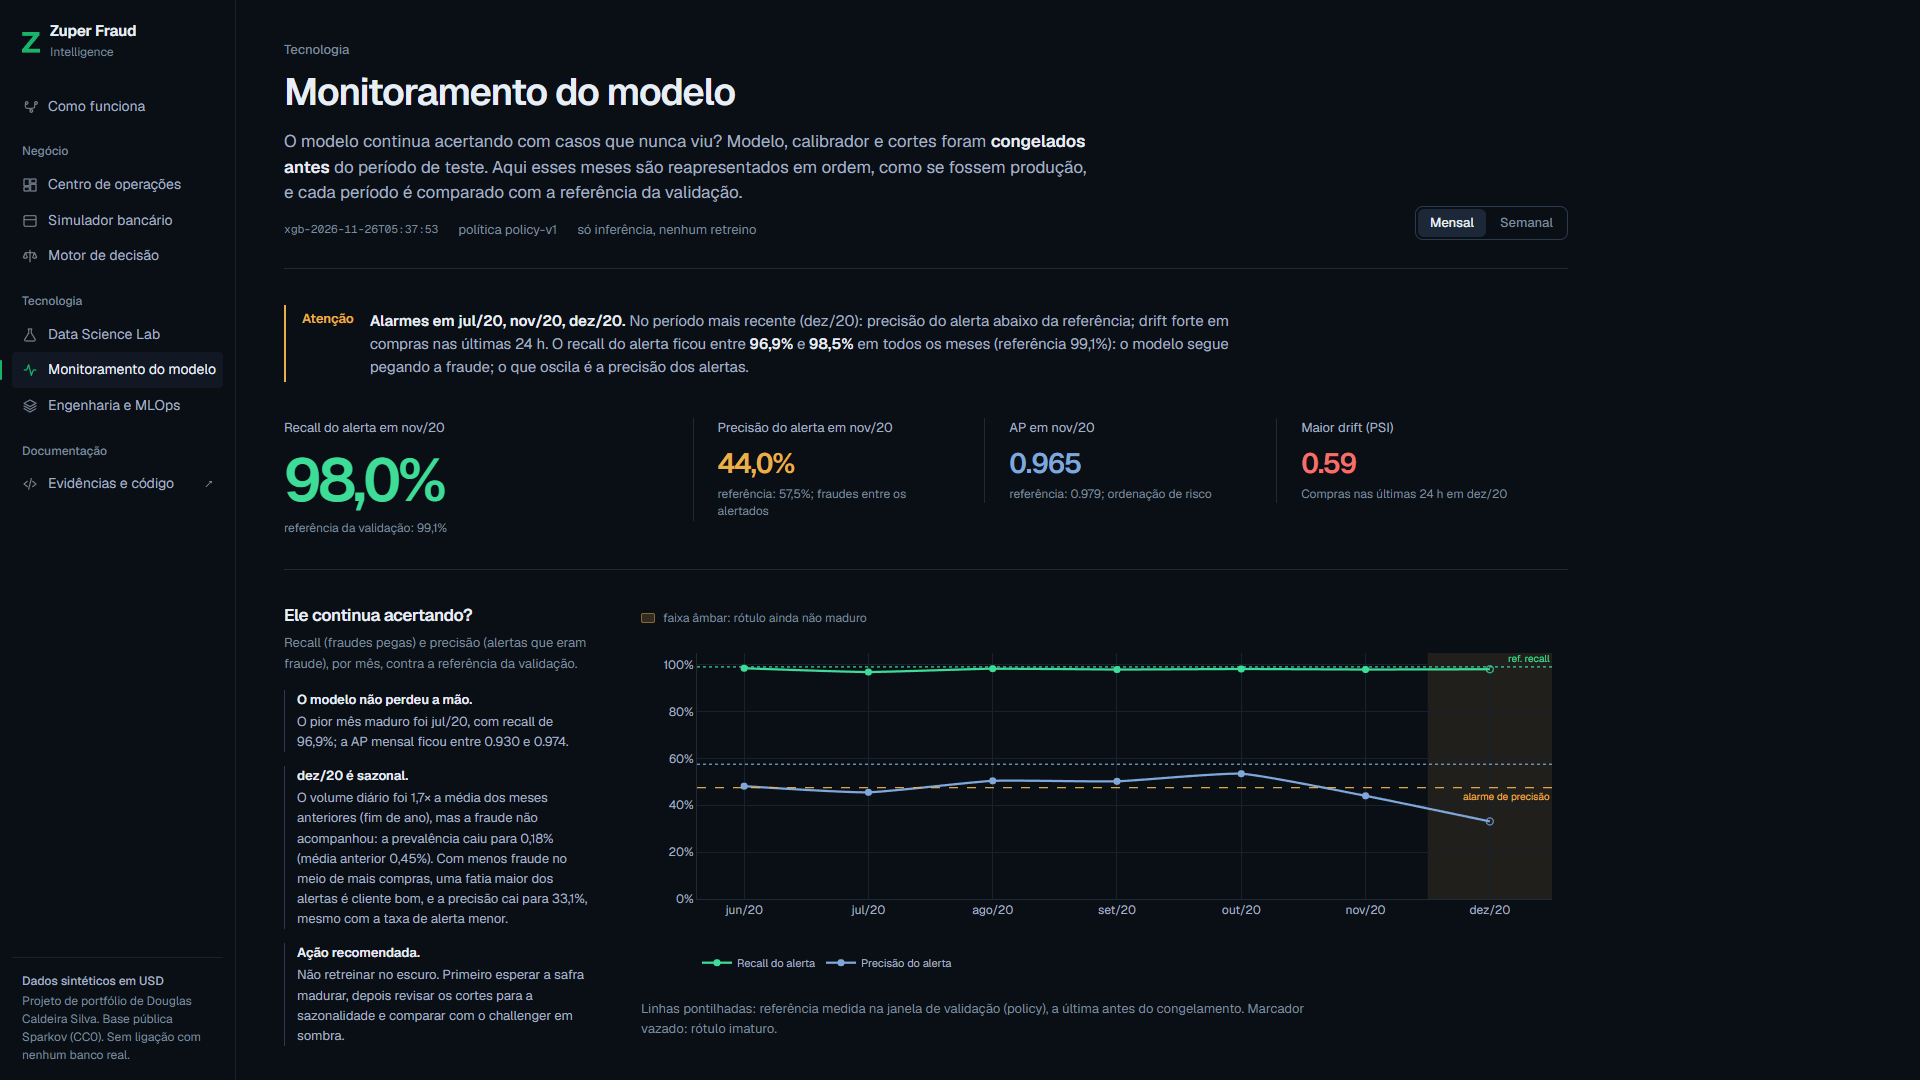 Zuper Fraud
Intelligence
Como funciona
Negócio
Centro de operações
Simulador bancário
Motor de decisão
Tecnologia
Data Science Lab
Monitoramento do modelo
Engenharia e MLOps
Documentação
Evidências e código ↗
Dados sintéticos em USD
Projeto de portfólio de Douglas
Caldeira Silva. Base pública
Sparkov (CC0). Sem ligação com
nenhum banco real.
Tecnologia
Monitoramento do modelo
O modelo continua acertando com casos que nunca viu? Modelo, calibrador e cortes foram congelados
antes do período de teste. Aqui esses meses são reapresentados em ordem, como se fossem produção,
e cada período é comparado com a referência da validação.
xgb-2026-11-26T05:37:53 política policy-v1 só inferência, nenhum retreino
Mensal Semanal
Atenção
Alarmes em jul/20, nov/20, dez/20. No período mais recente (dez/20): precisão do alerta abaixo da referência; drift forte em
compras nas últimas 24 h. O recall do alerta ficou entre 96,9% e 98,5% em todos os meses (referência 99,1%): o modelo segue
pegando a fraude; o que oscila é a precisão dos alertas.
Recall do alerta em nov/20
98,0%
referência da validação: 99,1%
Precisão do alerta em nov/20
44,0%
referência: 57,5%; fraudes entre os
alertados
AP em nov/20
0.965
referência: 0.979; ordenação de risco
Maior drift (PSI)
0.59
Compras nas últimas 24 h em dez/20
Ele continua acertando?
Recall (fraudes pegas) e precisão (alertas que eram
fraude), por mês, contra a referência da validação.
O modelo não perdeu a mão.
O pior mês maduro foi jul/20, com recall de
96,9%; a AP mensal ficou entre 0.930 e 0.974.
dez/20 é sazonal.
O volume diário foi 1,7× a média dos meses
anteriores (fim de ano), mas a fraude não
acompanhou: a prevalência caiu para 0,18%
(média anterior 0,45%). Com menos fraude no
meio de mais compras, uma fatia maior dos
alertas é cliente bom, e a precisão cai para 33,1%,
mesmo com a taxa de alerta menor.
Ação recomendada.
Não retreinar no escuro. Primeiro esperar a safra
madurar, depois revisar os cortes para a
sazonalidade e comparar com o challenger em
sombra.
faixa âmbar: rótulo ainda não maduro
100%
80%
60%
40%
20%
0%
ref. recall
alarme de precisão
jun/20 jul/20 ago/20 set/20 out/20 nov/20 dez/20
Recall do alerta Precisão do alerta
Linhas pontilhadas: referência medida na janela de validação (policy), a última antes do congelamento. Marcador
vazado: rótulo imaturo.